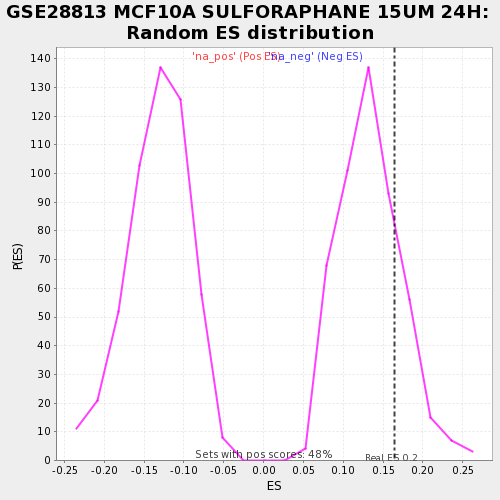 GSE28813 MCF10A SULFORAPHANE 15UM 24H:
Random ES distribution
'na_pos' (Pos ES) 'na_neg' (Neg ES)
140
130
120
110
100
90
80
70
60
50
40
30
20
10
0
P(ES)
Sets with pos scores: 48%
Real ES 0.2
-0.25 -0.20 -0.15 -0.10 -0.05 0.00 0.05 0.10 0.15 0.20 0.25
ES